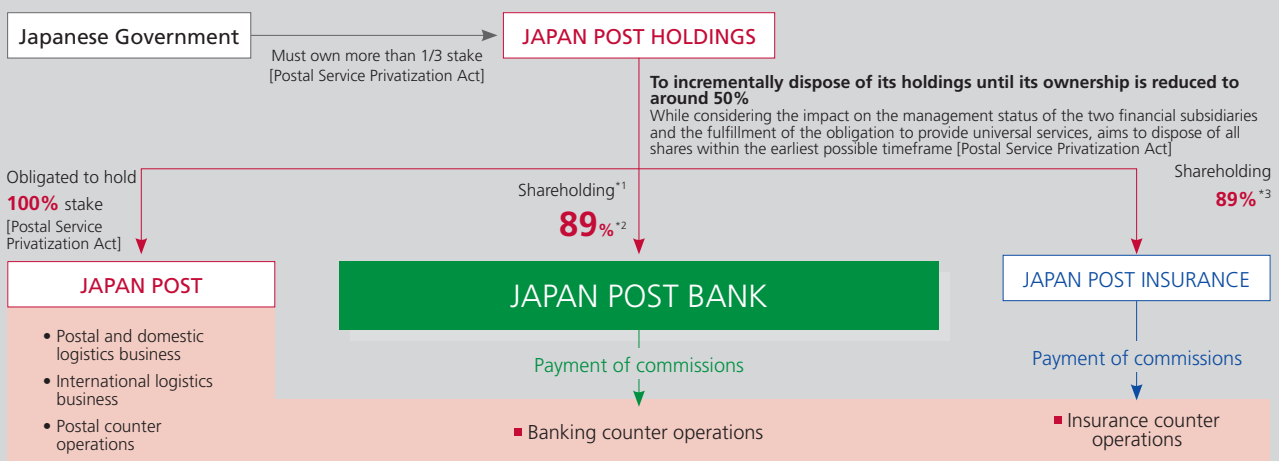 Japanese Government
Must own more than 1/3 stake
[Postal Service Privatization Act]
JAPAN POST HOLDINGS
To incrementally dispose of its holdings until its ownership is reduced to
around 50%
While considering the impact on the management status of the two financial subsidiaries
and the fulfillment of the obligation to provide universal services, aims to dispose of all
shares within the earliest possible timeframe [Postal Service Privatization Act]
Obligated to hold
100% stake
[Postal Service
Privatization Act]
Shareholding*1
89%*2
Shareholding
89%*3
JAPAN POST
• Postal and domestic
logistics business
• International logistics
business
• Postal counter
operations
JAPAN POST BANK
Payment of commissions
■ Banking counter operations
JAPAN POST INSURANCE
Payment of commissions
■ Insurance counter
operations